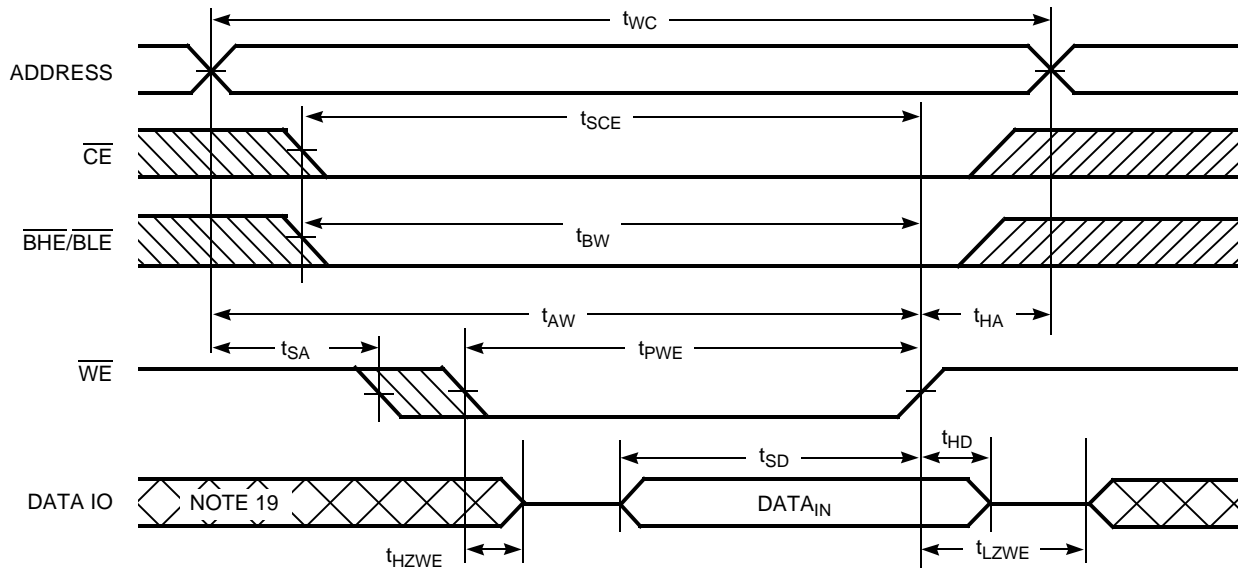 tWC
ADDRESS
tSCE
CE
BHE/BLE
tBW
tAW
tHA
tSA
tPWE
WE
tHD
tSD
DATA IO
NOTE 19
DATAIN
tHZWE
tLZWE